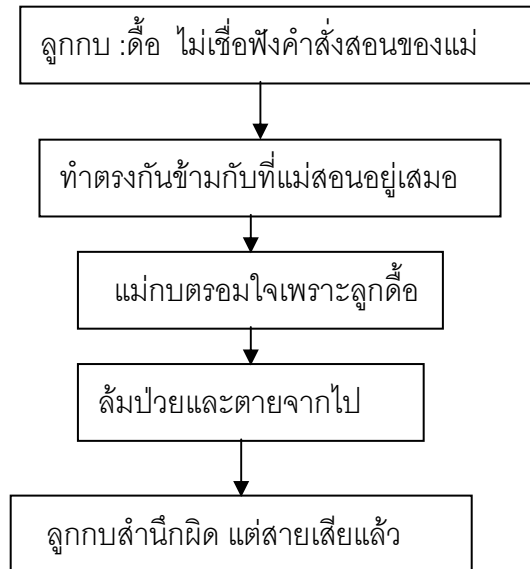 ลูกกบ :ดื้อ  ไม่เชื่อฟังคำสั่งสอนของแม่
ทำตรงกันข้ามกับที่แม่สอนอยู่เสมอ
แม่กบตรอมใจเพราะลูกดื้อ
ล้มป่วยและตายจากไป
ลูกกบสำนึกผิด แต่สายเสียแล้ว